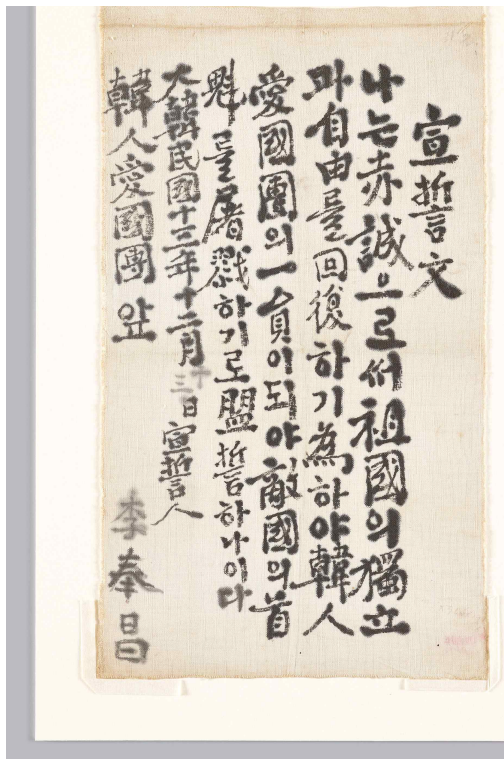 宣誓文
나는赤誠으로써祖國의獨立
과自由를回復하기爲하야韓人
愛國團의一員이되야敵國의首
魁를屠戮하기로盟誓하나이다
大韓民國十三年十二月十三日宣誓人
李奉昌
韓人愛國團앞